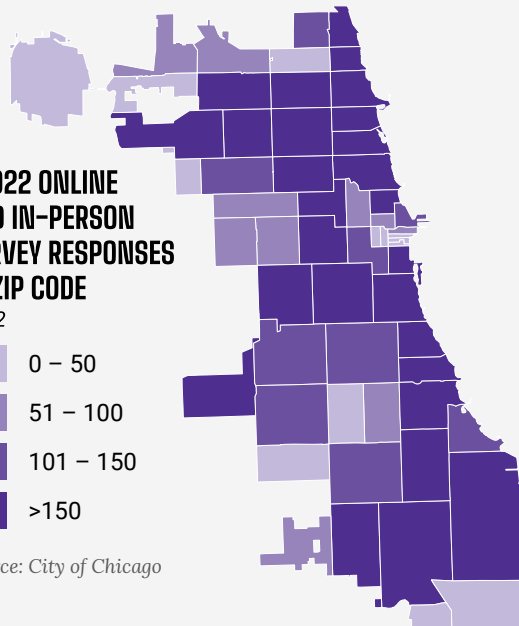 022 ONLINE
D IN-PERSON
RVEY RESPONSES
ZIP CODE
2
0 – 50
51 – 100
101 – 150
>150
ce: City of Chicago